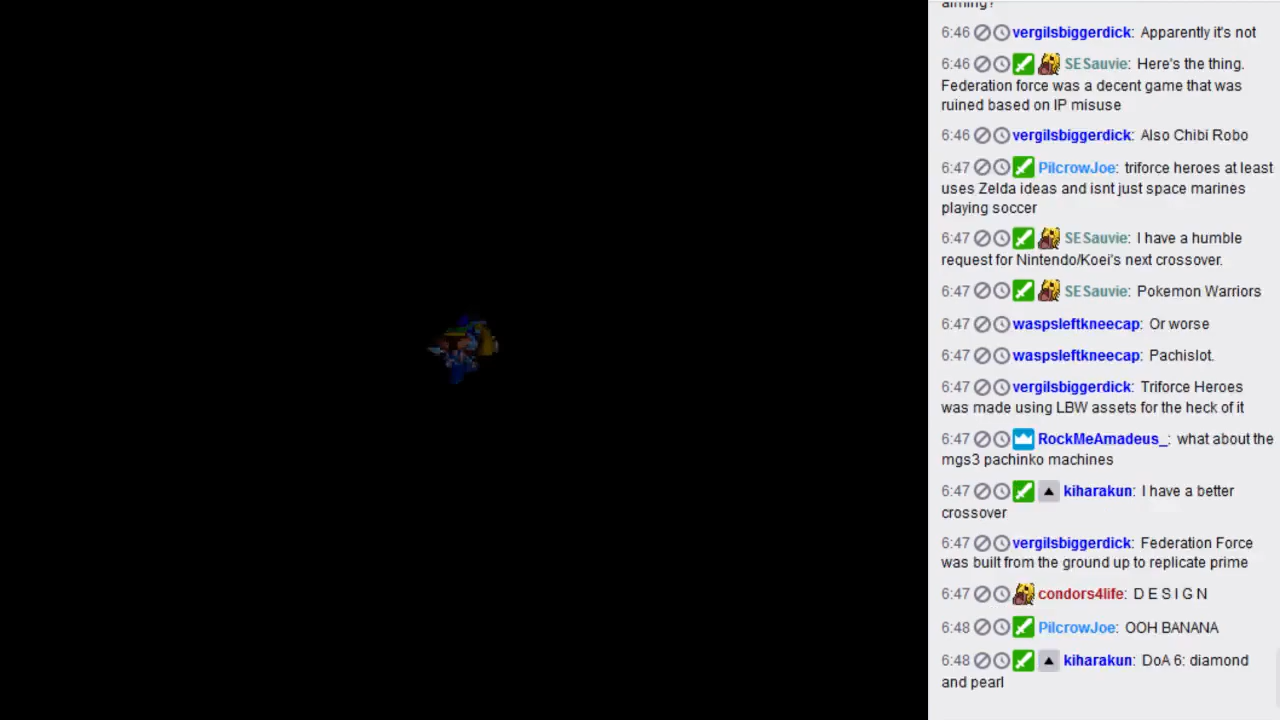 aiming?
6:46 vergilsbiggerdick: Apparently it's not
6:46 SESauvie: Here's the thing.
Federation force was a decent game that was
ruined based on IP misuse
6:46 vergilsbiggerdick: Also Chibi Robo
6:47 PilcrowJoe: triforce heroes at least
uses Zelda ideas and isnt just space marines
playing soccer
6:47 SESauvie: I have a humble
request for Nintendo/Koei's next crossover.
6:47 SESauvie: Pokemon Warriors
6:47 waspsleftkneecap: Or worse
6:47 waspsleftkneecap: Pachislot.
6:47 vergilsbiggerdick: Triforce Heroes
was made using LBW assets for the heck of it
6:47 RockMeAmadeus_: what about the
mgs3 pachinko machines
6:47 kiharakun: I have a better
crossover
6:47 vergilsbiggerdick: Federation Force
was built from the ground up to replicate prime
6:47 condors4life: D E S I G N
6:48 PilcrowJoe: OOH BANANA
6:48 kiharakun: DoA 6: diamond
and pearl